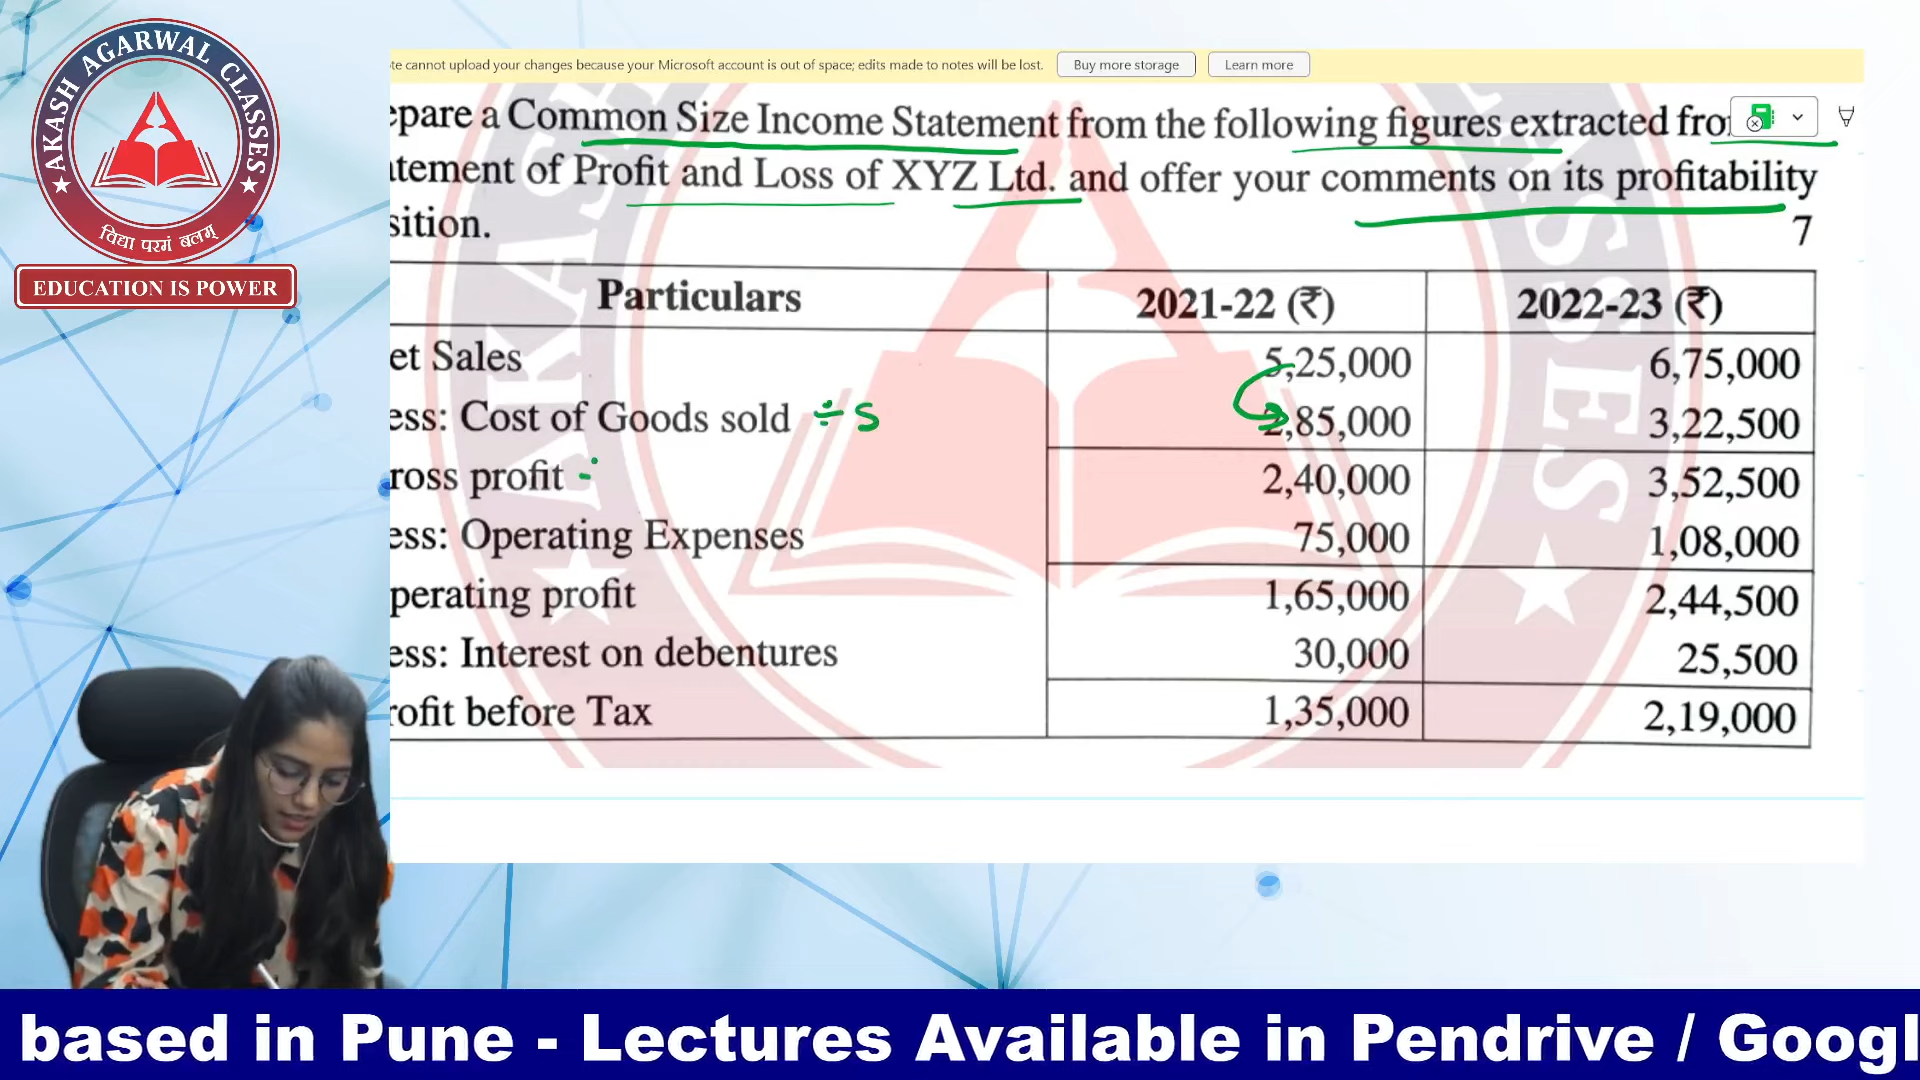 AKASH AGARWAL CLASSES
विद्या परमं बलम्
EDUCATION IS POWER
te cannot upload your changes because your Microsoft account is out of space; edits made to notes will be lost. Buy more storage Learn more
epare a Common Size Income Statement from the following figures extracted fro
tement of Profit and Loss of XYZ Ltd. and offer your comments on its profitability
sition. 7
Particulars 2021-22 (₹) 2022-23 (₹)
et Sales 5,25,000 6,75,000
ess: Cost of Goods sold ÷ S 2,85,000 3,22,500
ross profit 2,40,000 3,52,500
ess: Operating Expenses 75,000 1,08,000
perating profit 1,65,000 2,44,500
ess: Interest on debentures 30,000 25,500
rofit before Tax 1,35,000 2,19,000
based in Pune - Lectures Available in Pendrive / Googl